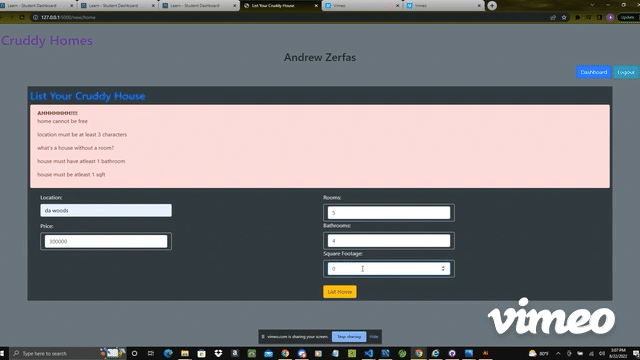 Learn - Student Dashboard
Learn - Student Dashboard
Learn - Student Dashboard
List Your Cruddy House
Vimeo
Vimeo
127.0.0.1:5000/new/home
Update
Cruddy Homes
Andrew Zerfas
Dashboard
Logout
List Your Cruddy House
AHHHHHHH!!!!
home cannot be free
location must be at least 3 characters
what's a house without a room?
house must have atleast 1 bathroom
house must be atleast 1 sqft
Location:
da woods
Price:
300000
Rooms:
5
Bathrooms:
4
Square Footage:
0
List Home
vimeo
vimeo.com is sharing your screen.
Stop sharing
Hide
Type here to search
80°F
3:07 PM
8/22/2022